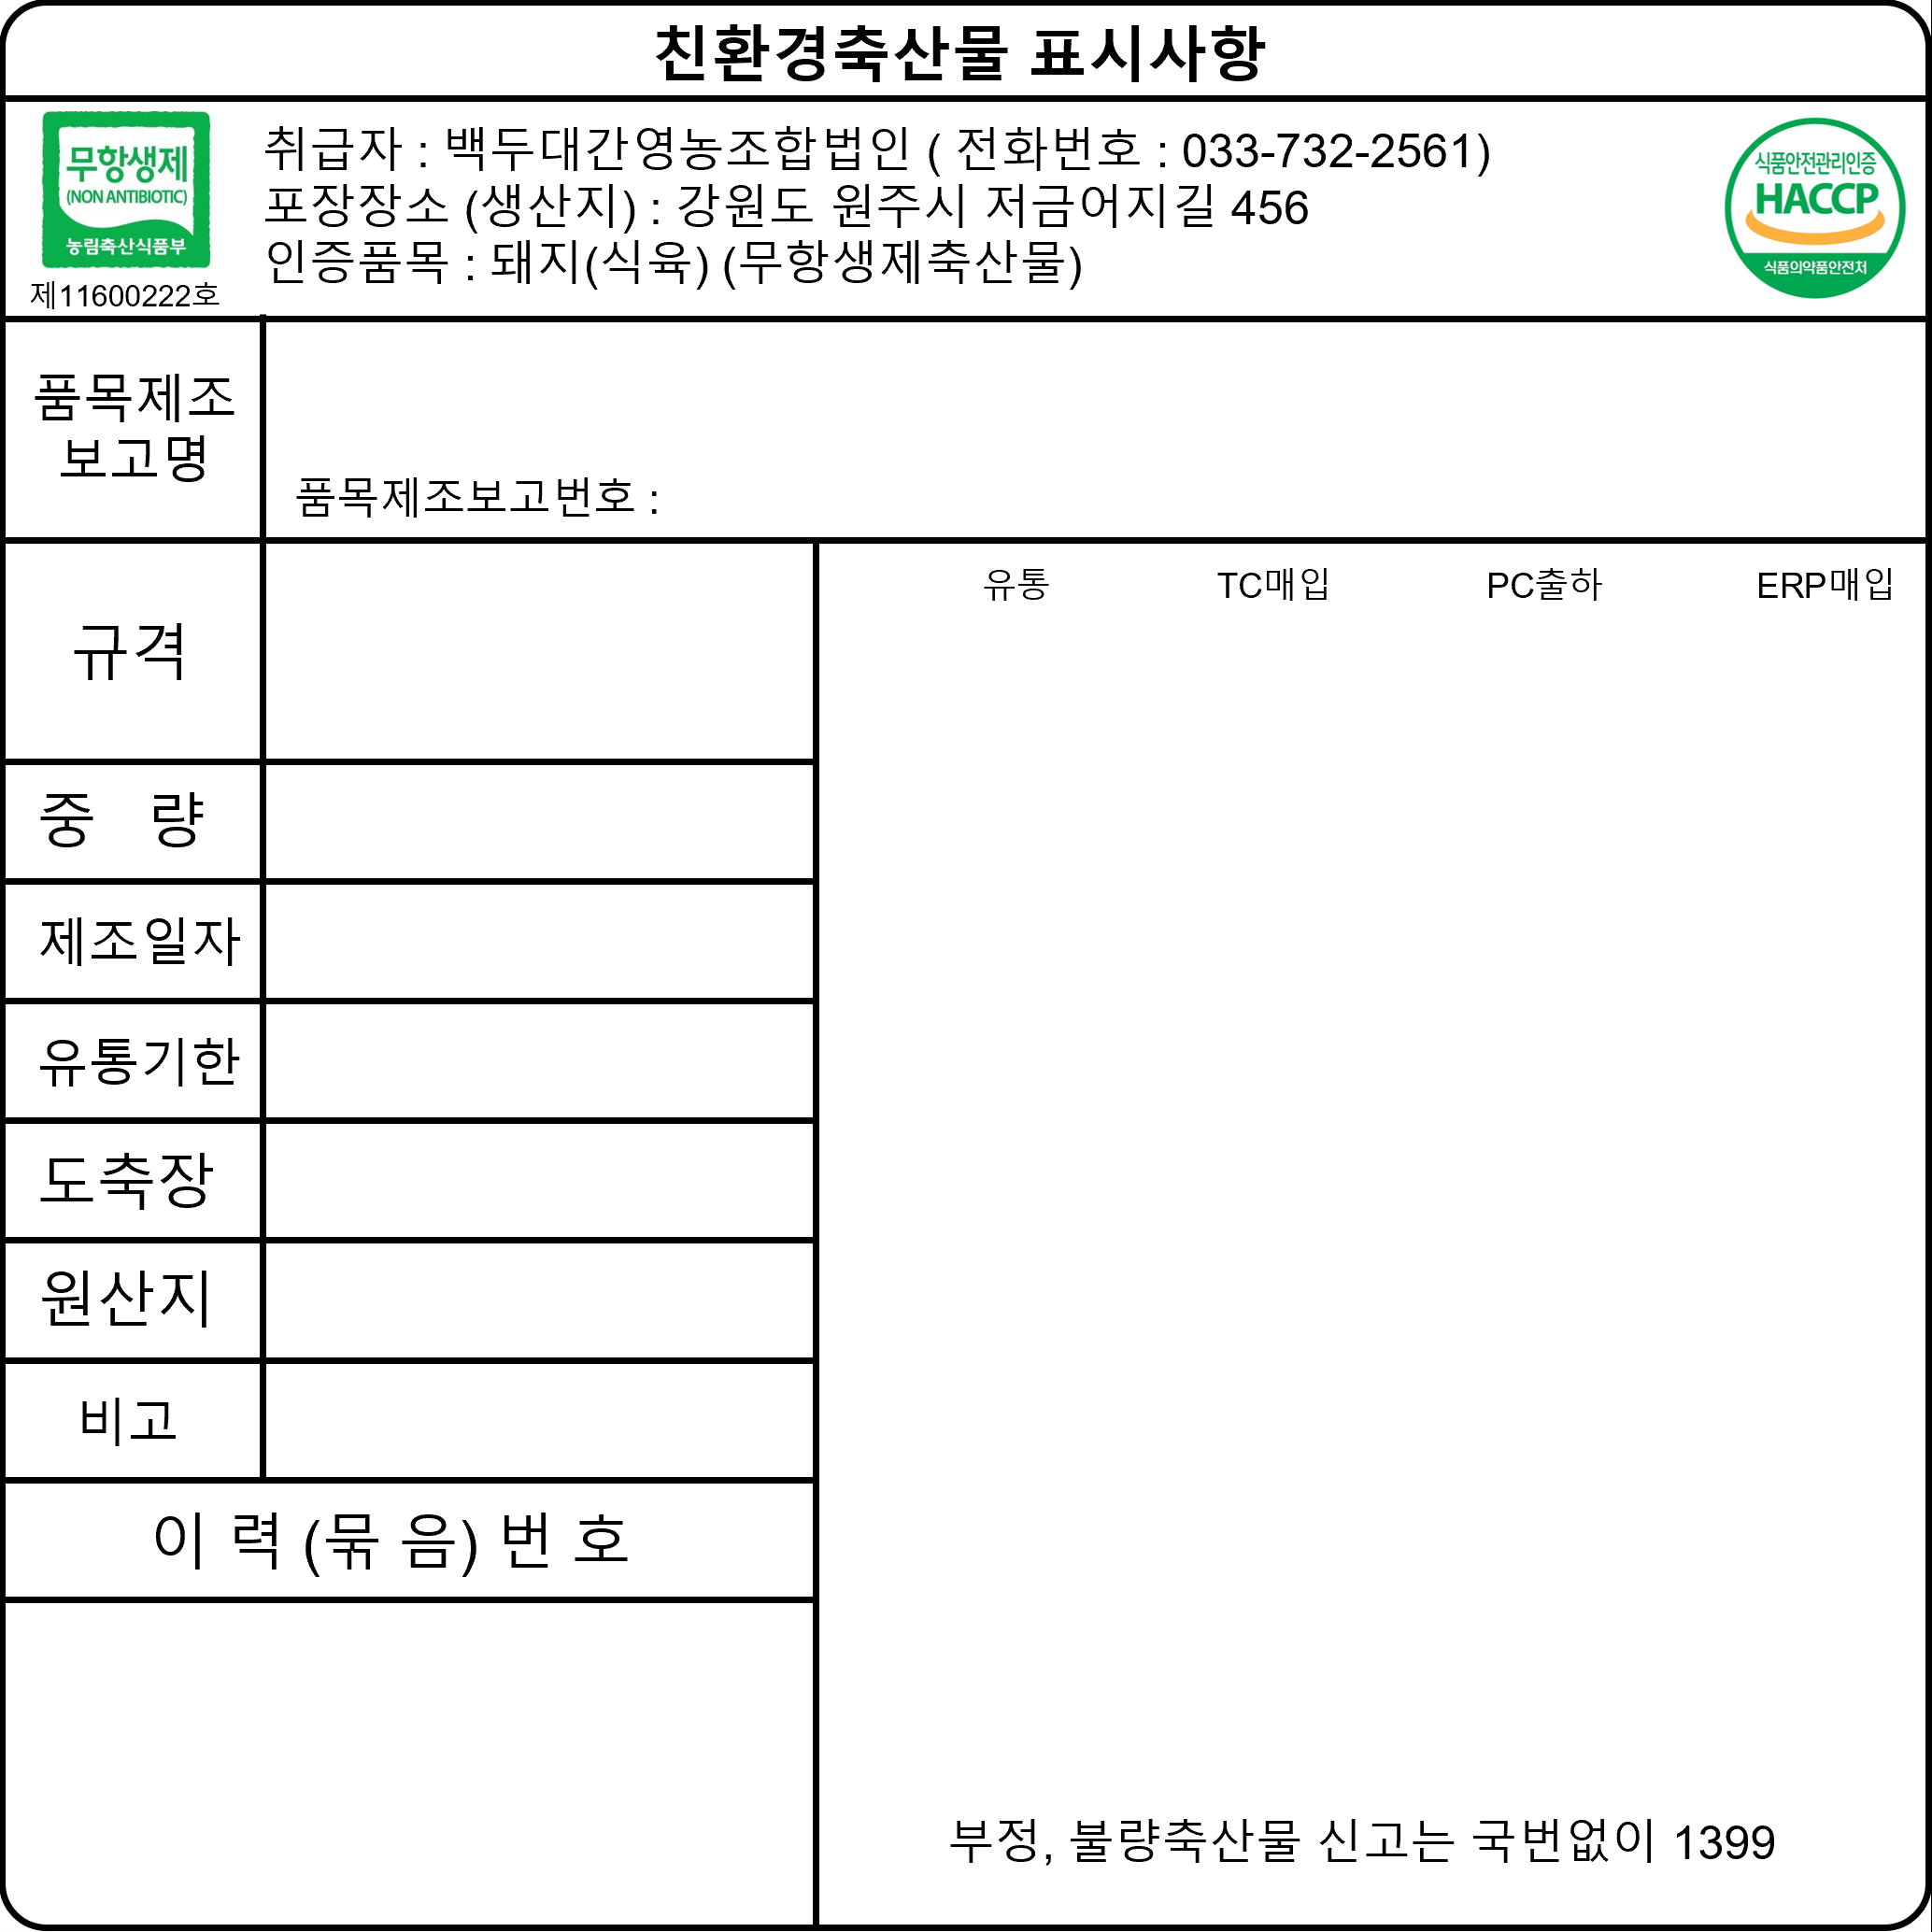 친환경축산물 표시사항
무항생제
(NON ANTIBIOTIC)
농림축산식품부
제11600222호
취급자 : 백두대간영농조합법인 ( 전화번호 : 033-732-2561)
포장장소 (생산지) : 강원도 원주시 저금어지길 456
인증품목 : 돼지(식육) (무항생제축산물)
식품안전관리인증
HACCP
식품의약품안전처
품목제조
보고명
품목제조보고번호 :
규격
유통 TC매입 PC출하 ERP매입
중 량
제조일자
유통기한
도축장
원산지
비고
이 력 (묶 음) 번 호
부정, 불량축산물 신고는 국번없이 1399